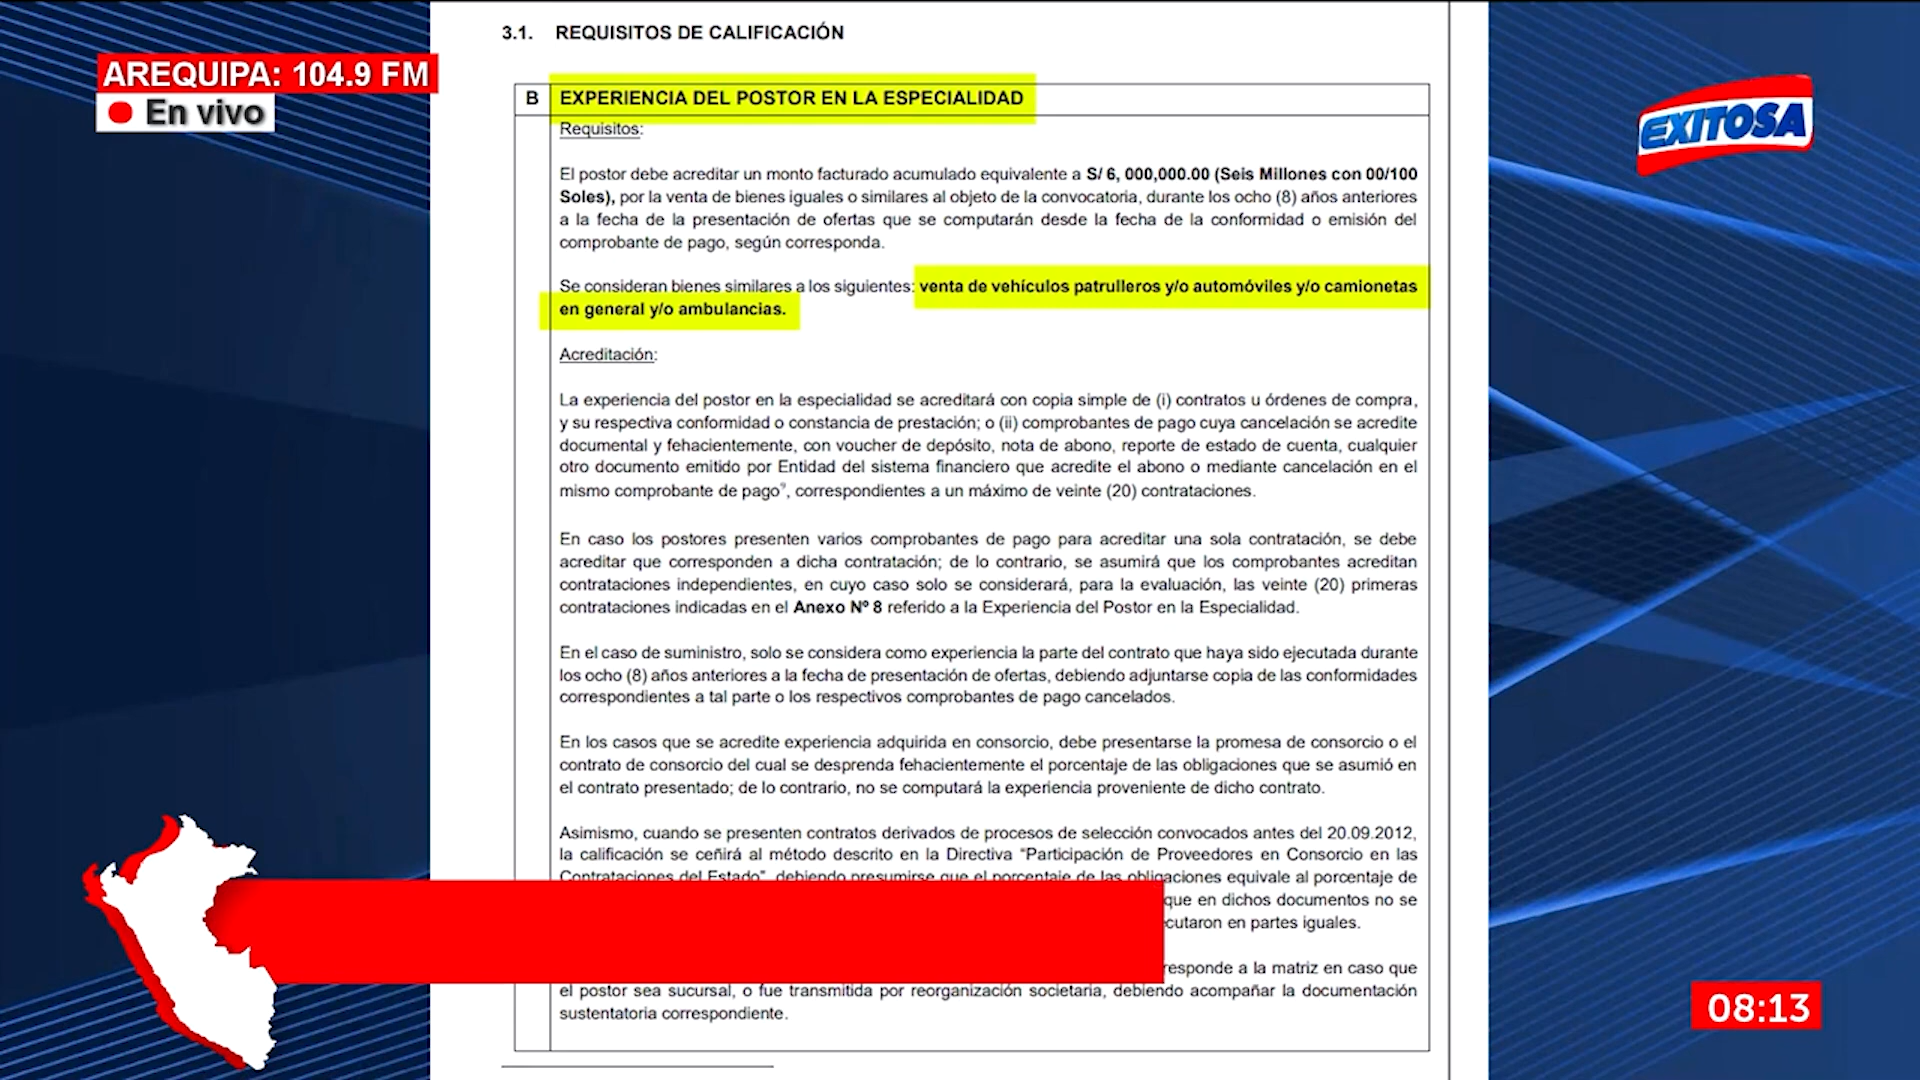 3.1. REQUISITOS DE CALIFICACIÓN
AREQUIPA: 104.9 FM
En vivo
EXITOSA
B EXPERIENCIA DEL POSTOR EN LA ESPECIALIDAD
Requisitos:
El postor debe acreditar un monto facturado acumulado equivalente a S/ 6, 000,000.00 (Seis Millones con 00/100
Soles), por la venta de bienes iguales o similares al objeto de la convocatoria, durante los ocho (8) años anteriores
a la fecha de la presentación de ofertas que se computarán desde la fecha de la conformidad o emisión del
comprobante de pago, según corresponda.
Se consideran bienes similares a los siguientes: venta de vehículos patrulleros y/o automóviles y/o camionetas
en general y/o ambulancias.
Acreditación:
La experiencia del postor en la especialidad se acreditará con copia simple de (i) contratos u órdenes de compra,
y su respectiva conformidad o constancia de prestación; o (ii) comprobantes de pago cuya cancelación se acredite
documental y fehacientemente, con voucher de depósito, nota de abono, reporte de estado de cuenta, cualquier
otro documento emitido por Entidad del sistema financiero que acredite el abono o mediante cancelación en el
mismo comprobante de pago⁹, correspondientes a un máximo de veinte (20) contrataciones.
En caso los postores presenten varios comprobantes de pago para acreditar una sola contratación, se debe
acreditar que corresponden a dicha contratación; de lo contrario, se asumirá que los comprobantes acreditan
contrataciones independientes, en cuyo caso solo se considerará, para la evaluación, las veinte (20) primeras
contrataciones indicadas en el Anexo Nº 8 referido a la Experiencia del Postor en la Especialidad.
En el caso de suministro, solo se considera como experiencia la parte del contrato que haya sido ejecutada durante
los ocho (8) años anteriores a la fecha de presentación de ofertas, debiendo adjuntarse copia de las conformidades
correspondientes a tal parte o los respectivos comprobantes de pago cancelados.
En los casos que se acredite experiencia adquirida en consorcio, debe presentarse la promesa de consorcio o el
contrato de consorcio del cual se desprenda fehacientemente el porcentaje de las obligaciones que se asumió en
el contrato presentado; de lo contrario, no se computará la experiencia proveniente de dicho contrato.
Asimismo, cuando se presenten contratos derivados de procesos de selección convocados antes del 20.09.2012,
la calificación se ceñirá al método descrito en la Directiva "Participación de Proveedores en Consorcio en las
Contrataciones del Estado", debiendo presumirse que el porcentaje de las obligaciones equivale al porcentaje de
que en dichos documentos no se
cutaron en partes iguales.
responde a la matriz en caso que
el postor sea sucursal, o fue transmitida por reorganización societaria, debiendo acompañar la documentación
sustentatoria correspondiente.
08:13